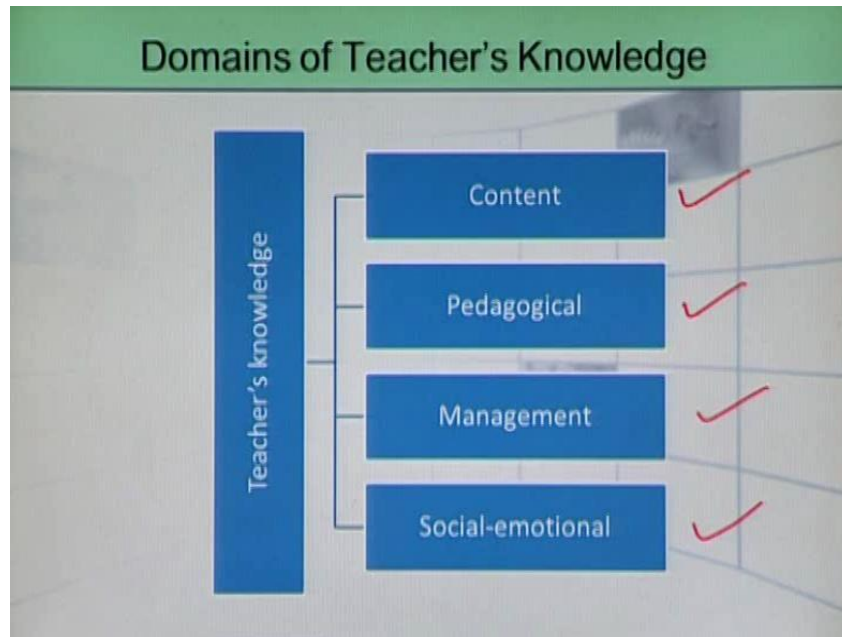 Domains of Teacher's Knowledge
Teacher's knowledge
Content
Pedagogical
Management
Social-emotional